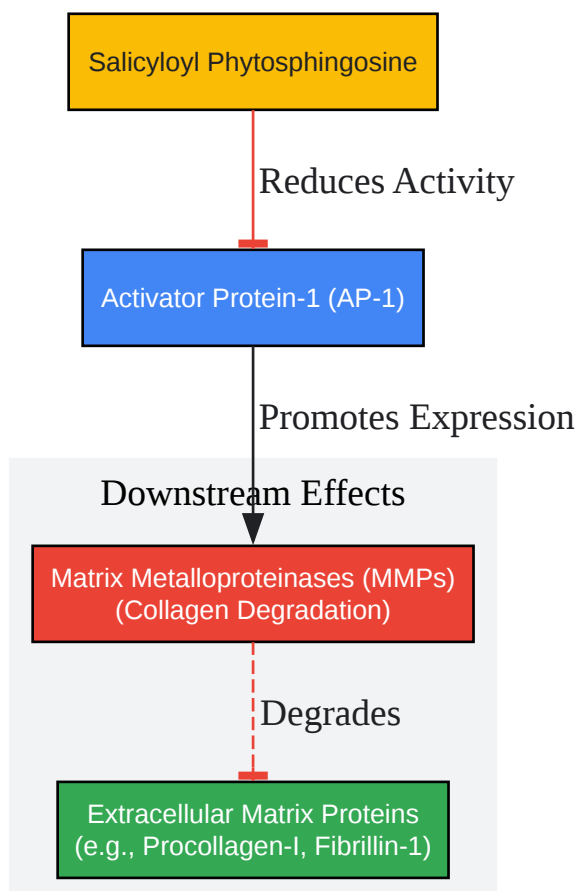 Salicyloyl Phytosphingosine
Reduces Activity
Activator Protein-1 (AP-1)
Promotes Expression
Downstream Effects
Matrix Metalloproteinases (MMPs)
(Collagen Degradation)
Degrades
Extracellular Matrix Proteins
(e.g., Procollagen-I, Fibrillin-1)